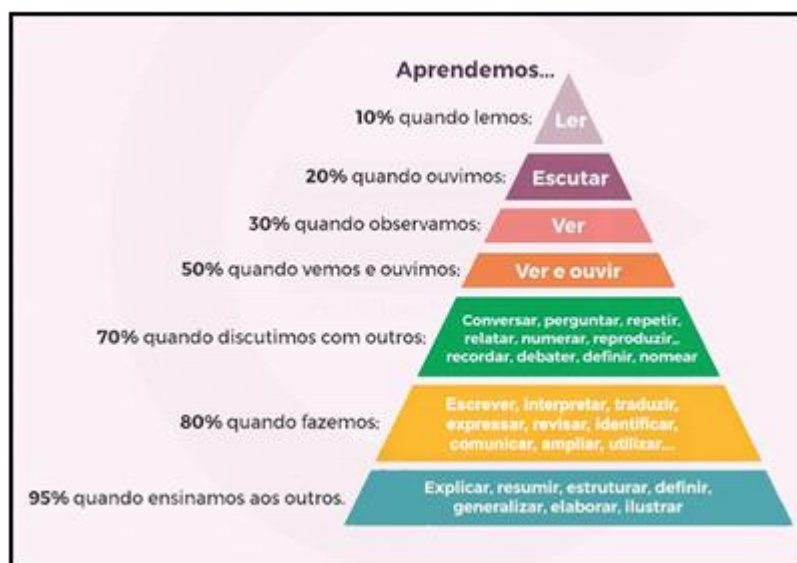 Aprendemos...
10% quando lemos;
Ler
20% quando ouvimos;
Escutar
30% quando observamos;
Ver
50% quando vemos e ouvimos;
Ver e ouvir
70% quando discutimos com outros;
Conversar, perguntar, repetir,
relatar, numerar, reproduzir,,
recordar, debater, definir, nomear
80% quando fazemos;
Escrever, interpretar, traduzir,
expressar, revisar, identificar,
comunicar, ampliar, utilizar...
95% quando ensinamos aos outros.
Explicar, resumir, estruturar, definir,
generalizar, elaborar, ilustrar